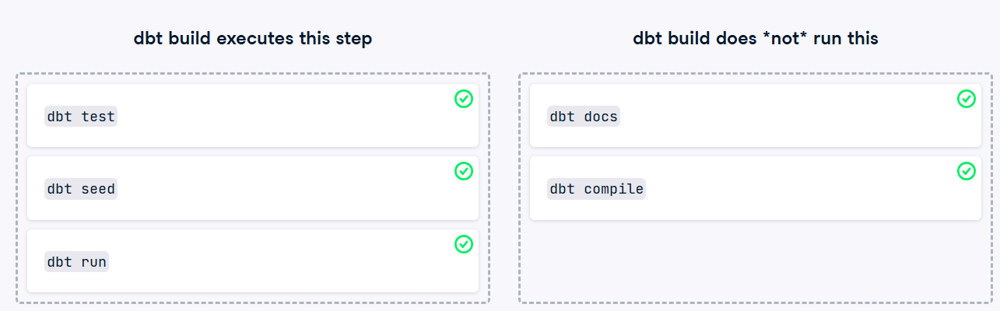 dbt build executes this step
dbt test
dbt seed
dbt run
dbt build does *not* run this
dbt docs
dbt compile